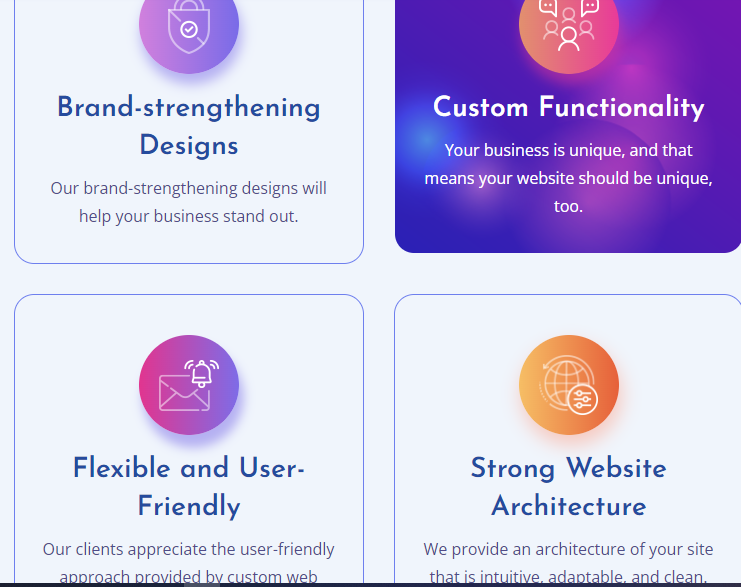 Brand-strengthening
Designs
Our brand-strengthening designs will
help your business stand out.
Custom Functionality
Your business is unique, and that
means your website should be unique,
too.
Flexible and User-
Friendly
Our clients appreciate the user-friendly
approach provided by custom web
Strong Website
Architecture
We provide an architecture of your site
that is intuitive, adaptable, and clean.